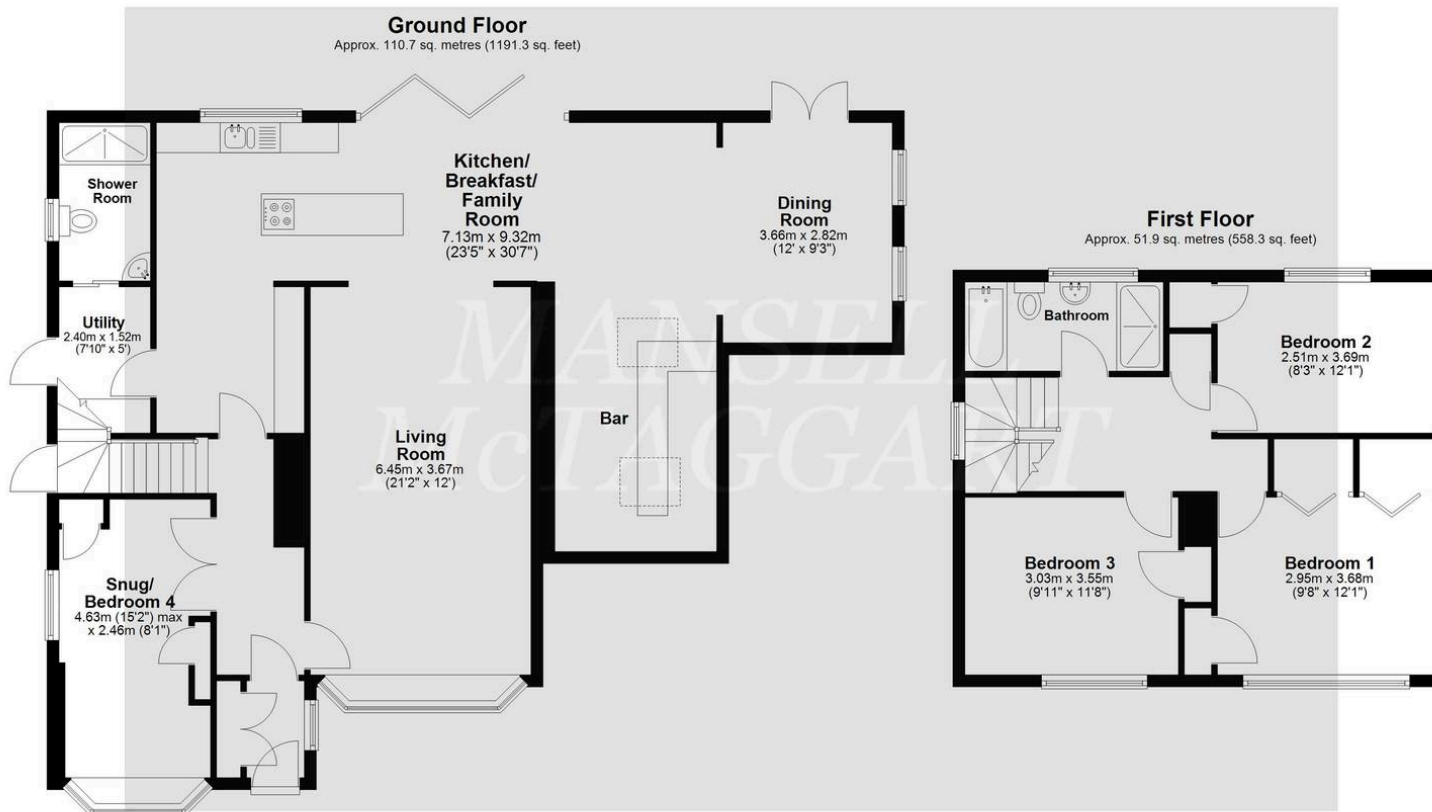 Ground Floor
Approx. 110.7 sq. metres (1191.3 sq. feet)
Kitchen/
Breakfast/
Family
Room
7.13m x 9.32m
(23'5" x 30'7")
Shower
Room
Dining
Room
3.66m x 2.82m
(12' x 9'3")
Utility
2.40m x 1.52m
(7'10" x 5')
Bar
Living
Room
6.45m x 3.67m
(21'2" x 12')
Snug/
Bedroom 4
4.63m (15'2") max
x 2.46m (8'1")
First Floor
Approx. 51.9 sq. metres (558.3 sq. feet)
Bathroom
Bedroom 2
2.51m x 3.69m
(8'3" x 12'1")
Bedroom 3
3.03m x 3.55m
(9'11" x 11'8")
Bedroom 1
2.95m x 3.68m
(9'8" x 12'1")
MANSELL
McTAGGART